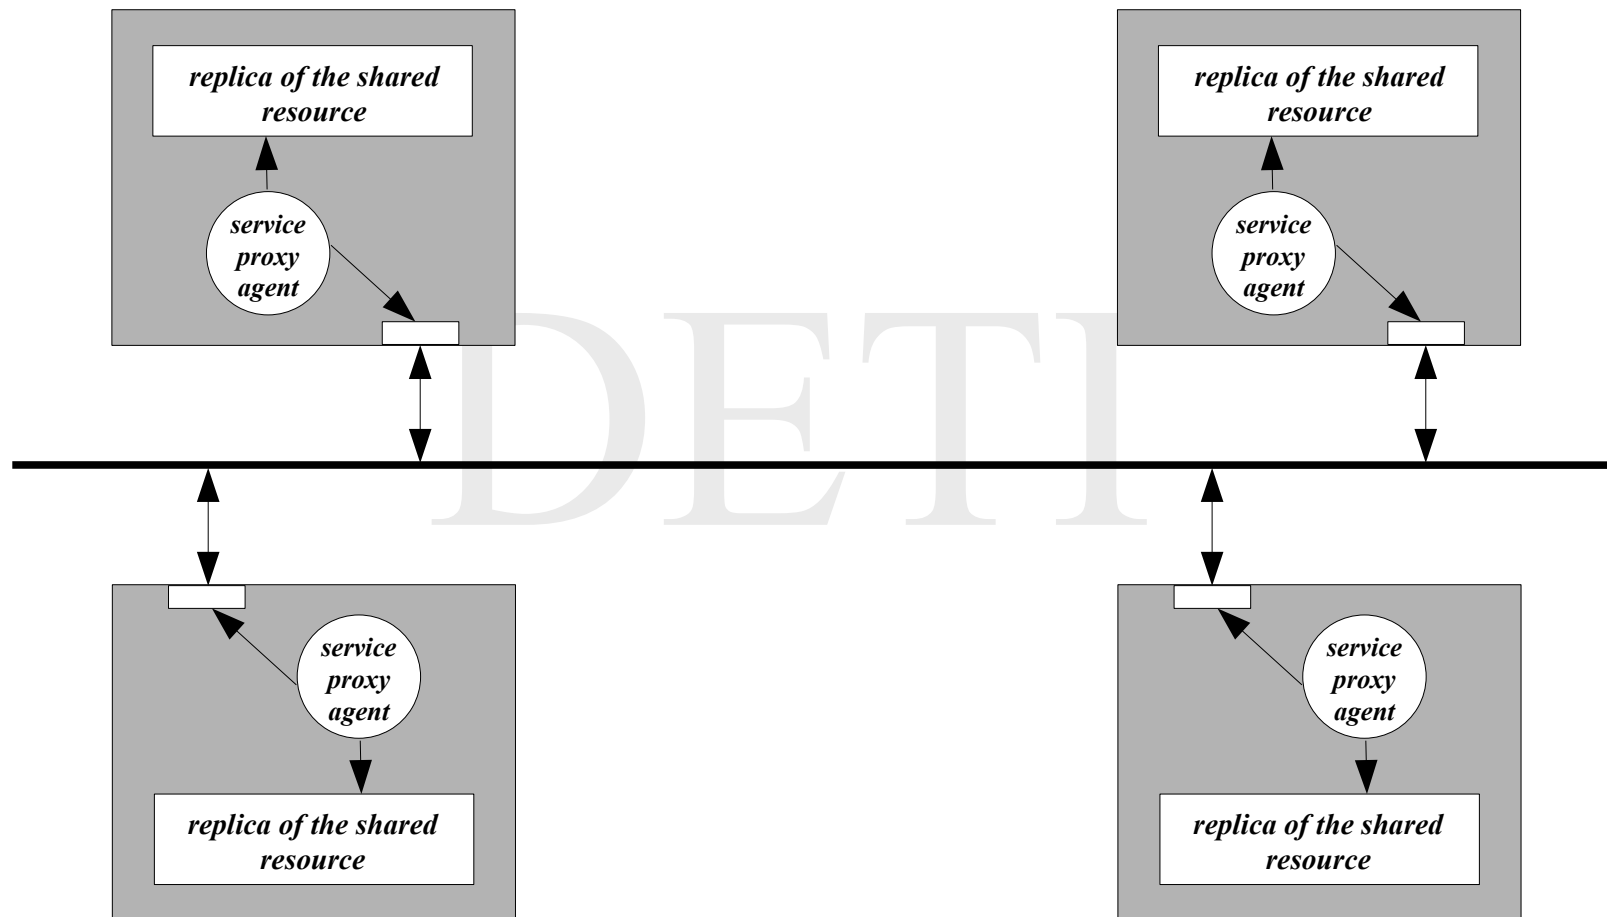 replica of the shared
resource
service
proxy
agent
replica of the shared
resource
service
proxy
agent
DETI
service
proxy
agent
replica of the shared
resource
service
proxy
agent
replica of the shared
resource